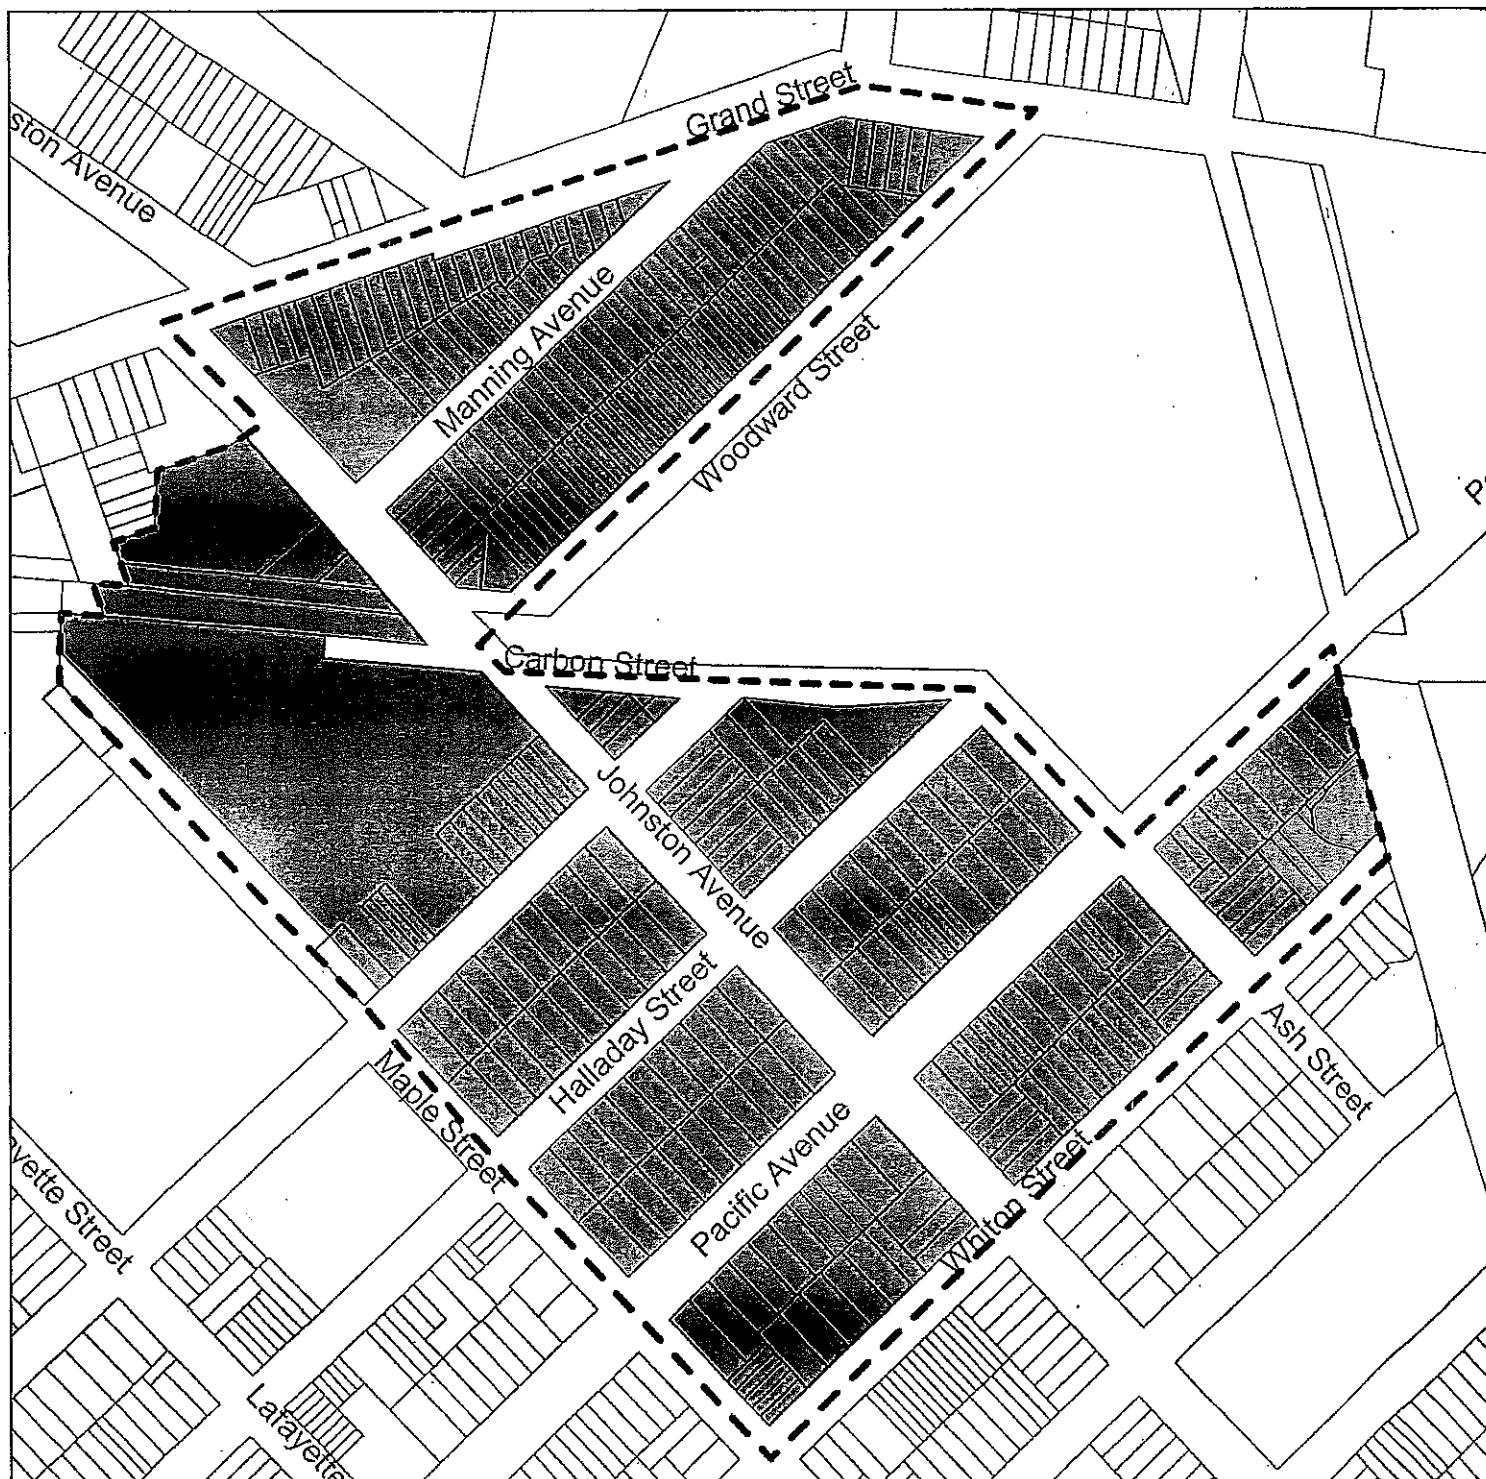 Grand Street
ston Avenue
Manning Avenue
Woodward Street
Carbon Street
Johnston Avenue
Halladay Street
Maple Street
Ash Street
Pacific Avenue
Whiton Street
yette Street
Lafayette